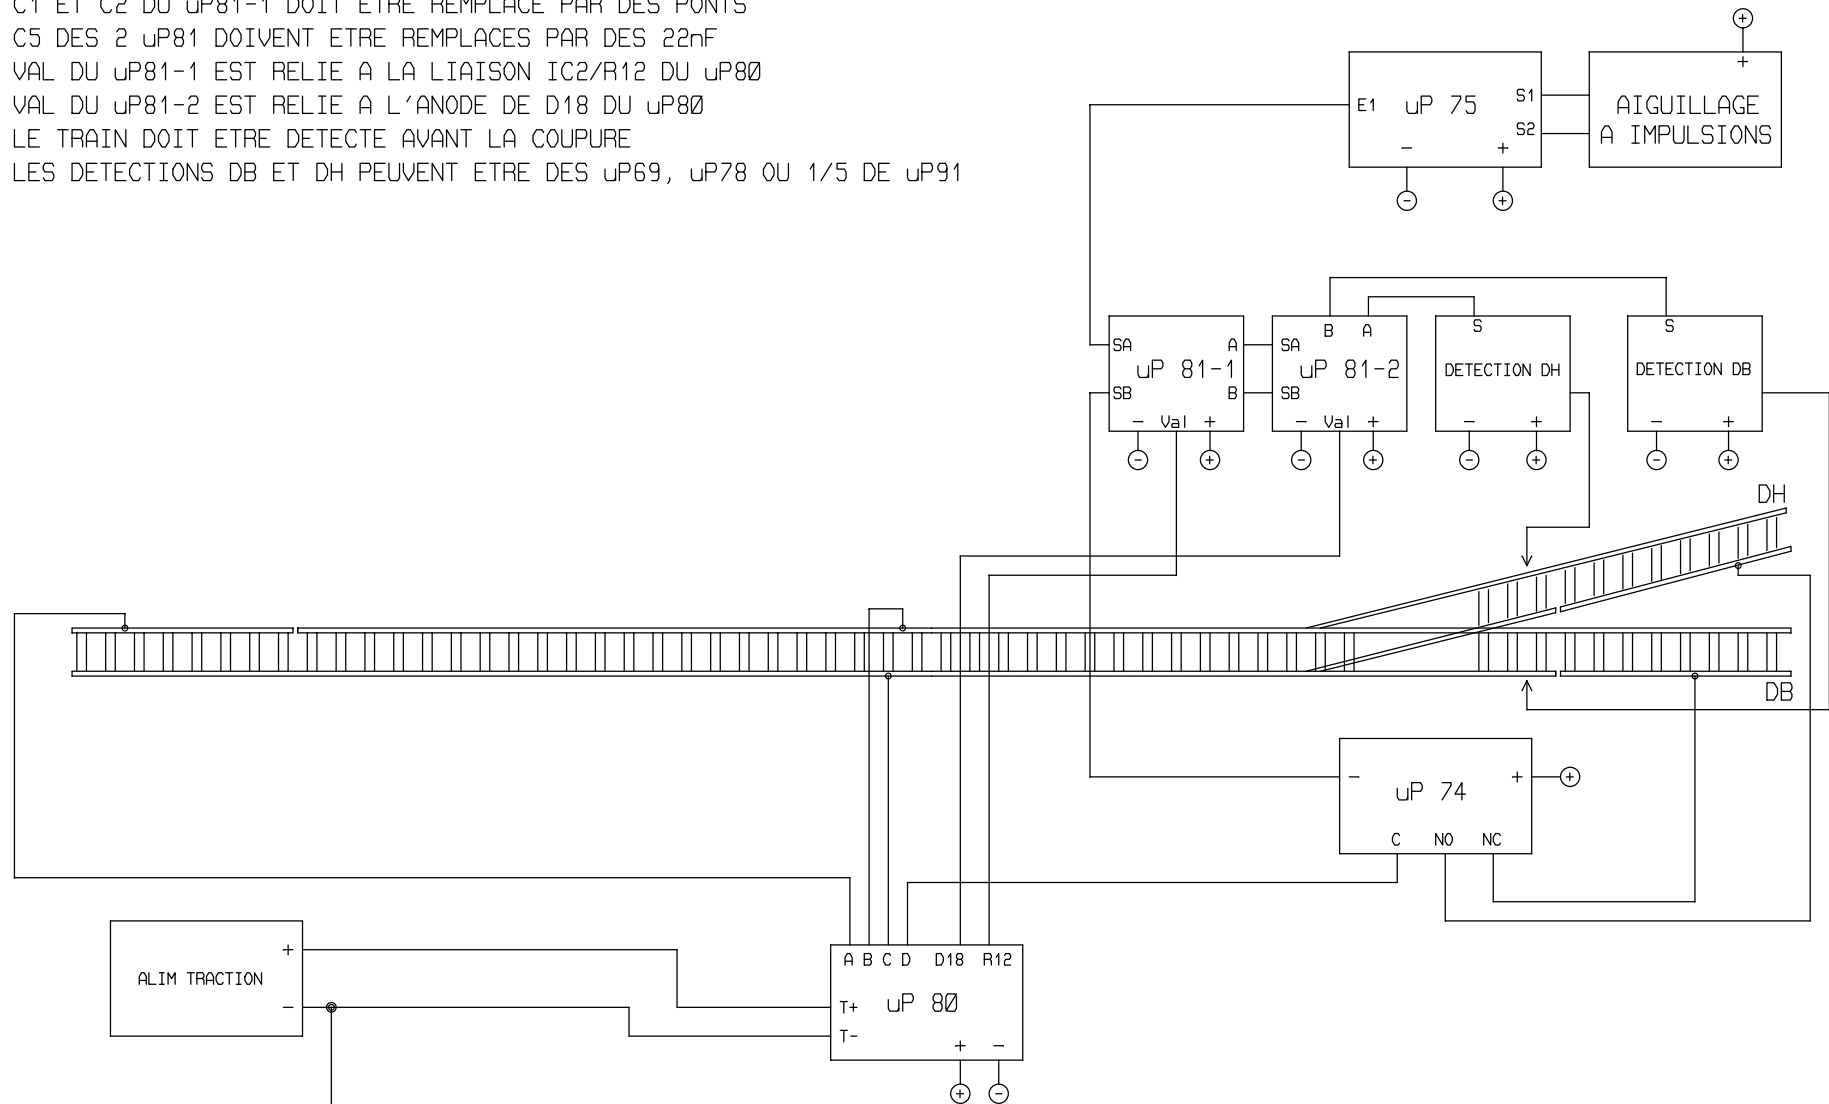 C1 ET C2 DU uP81-1 DOIT ETRE REMPLACE PAR DES PONTS
C5 DES 2 uP81 DOIVENT ETRE REMPLACES PAR DES 22nF
VAL DU uP81-1 EST RELIE A LA LIAISON IC2/R12 DU uP80
VAL DU uP81-2 EST RELIE A L'ANODE DE D18 DU uP80
LE TRAIN DOIT ETRE DETECTE AVANT LA COUPURE
LES DETECTIONS DB ET DH PEUVENT ETRE DES uP69, uP78 OU 1/5 DE uP91
+
+
E1 uP 75 S1
S2
- +
- +
AIGUILLAGE
A IMPULSIONS
SA A
uP 81-1
SB B
- Val +
- +
B A
SA
uP 81-2
SB
- Val +
- +
S
DETECTION DH
- +
- +
S
DETECTION DB
- +
- +
DH
DB
- + +
uP 74
C NO NC
+
ALIM TRACTION
-
A B C D D18 R12
uP 80
T+
T-
+ -
+ -